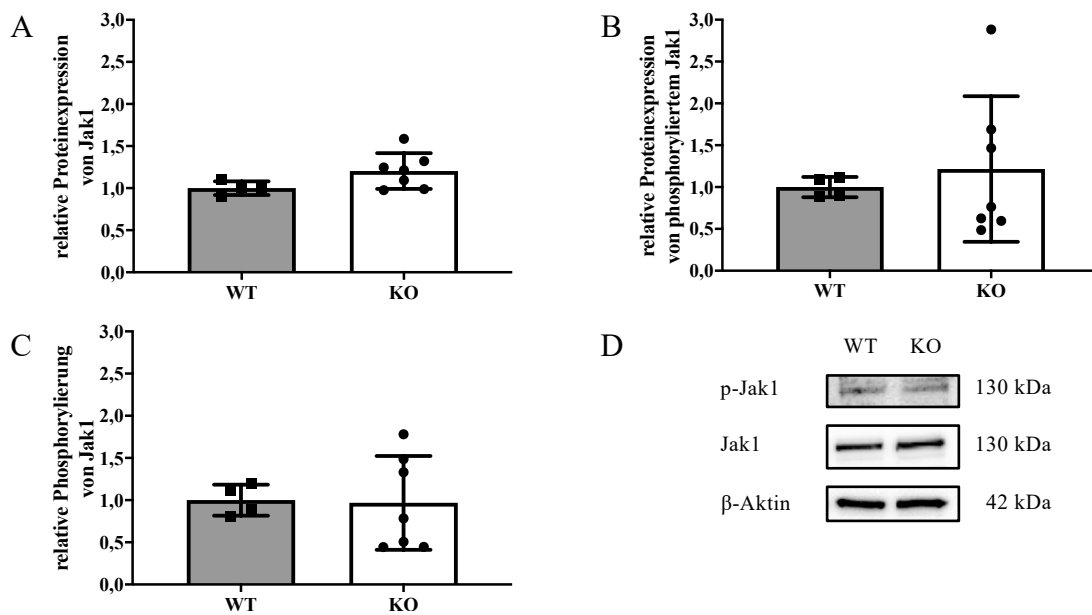 A
relative Proteinexpression
von Jak1
3,0
2,5
2,0
1,5
1,0
0,5
0,0
WT
KO
B
relative Proteinexpression
von phosphoryliertem Jak1
3,0
2,5
2,0
1,5
1,0
0,5
0,0
WT
KO
C
relative Phosphorylierung
von Jak1
3,0
2,5
2,0
1,5
1,0
0,5
0,0
WT
KO
D
WT KO
p-Jak1 130 kDa
Jak1 130 kDa
β-Aktin 42 kDa